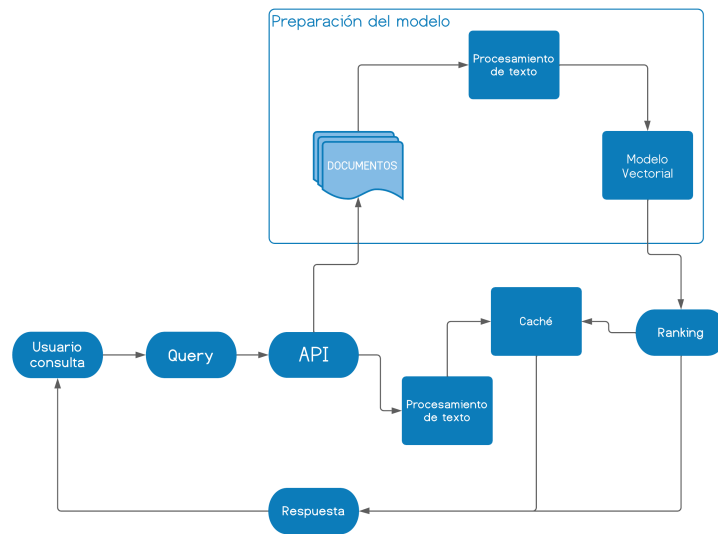 Preparación del modelo
Procesamiento
de texto
DOCUMENTOS
Modelo
Vectorial
Caché
Ranking
Usuario
consulta
Query
API
Procesamiento
de texto
Respuesta